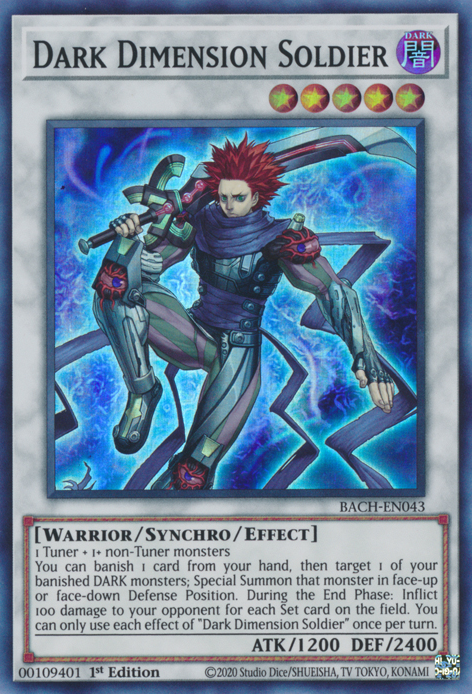 DARK DIMENSION SOLDIER
DARK
闇
BACH-EN043
[WARRIOR/SYNCHRO/EFFECT]
1 Tuner + 1+ non-Tuner monsters
You can banish 1 card from your hand, then target 1 of your
banished DARK monsters; Special Summon that monster in face-up
or face-down Defense Position. During the End Phase: Inflict
100 damage to your opponent for each Set card on the field. You
can only use each effect of "Dark Dimension Soldier" once per turn.
ATK/1200 DEF/2400
00109401 1st Edition ©2020 Studio Dice/SHUEISHA, TV TOKYO, KONAMI